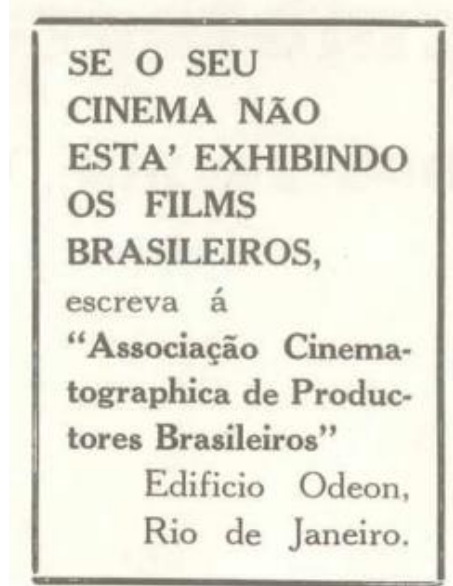 SE O SEU
CINEMA NÃO
ESTA' EXHIBINDO
OS FILMS
BRASILEIROS,
escreva á
“Associação Cinema-
tographica de Produc-
tores Brasileiros”
Edificio Odeon,
Rio de Janeiro.